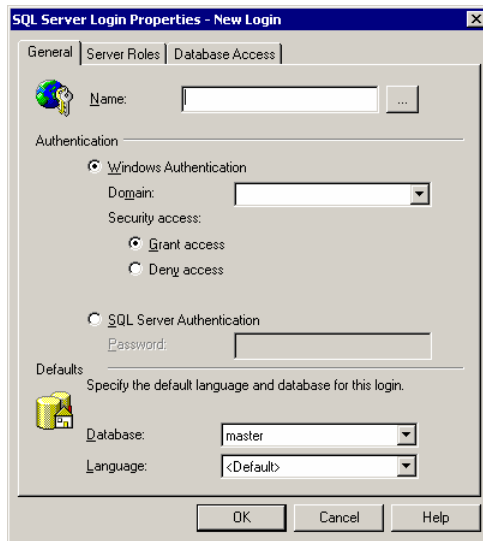 SQL Server Login Properties - New Login
General Server Roles Database Access
Name: ...
Authentication
Windows Authentication
Domain:
Security access:
Grant access
Deny access
SQL Server Authentication
Password:
Defaults
Specify the default language and database for this login.
Database: master
Language: <Default>
OK Cancel Help